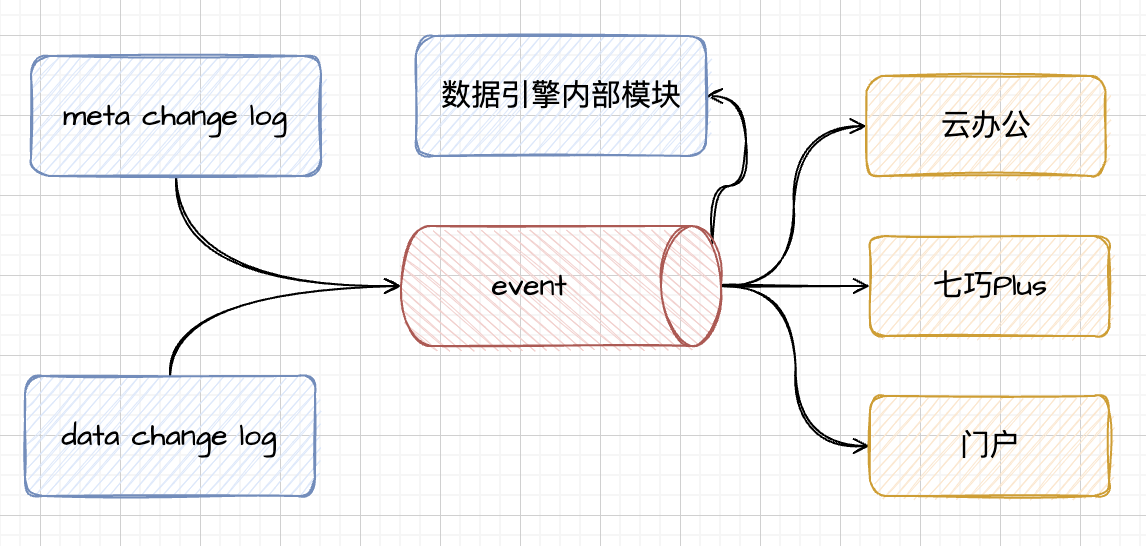 meta change log
数据引擎内部模块
云办公
event
七巧Plus
data change log
门户